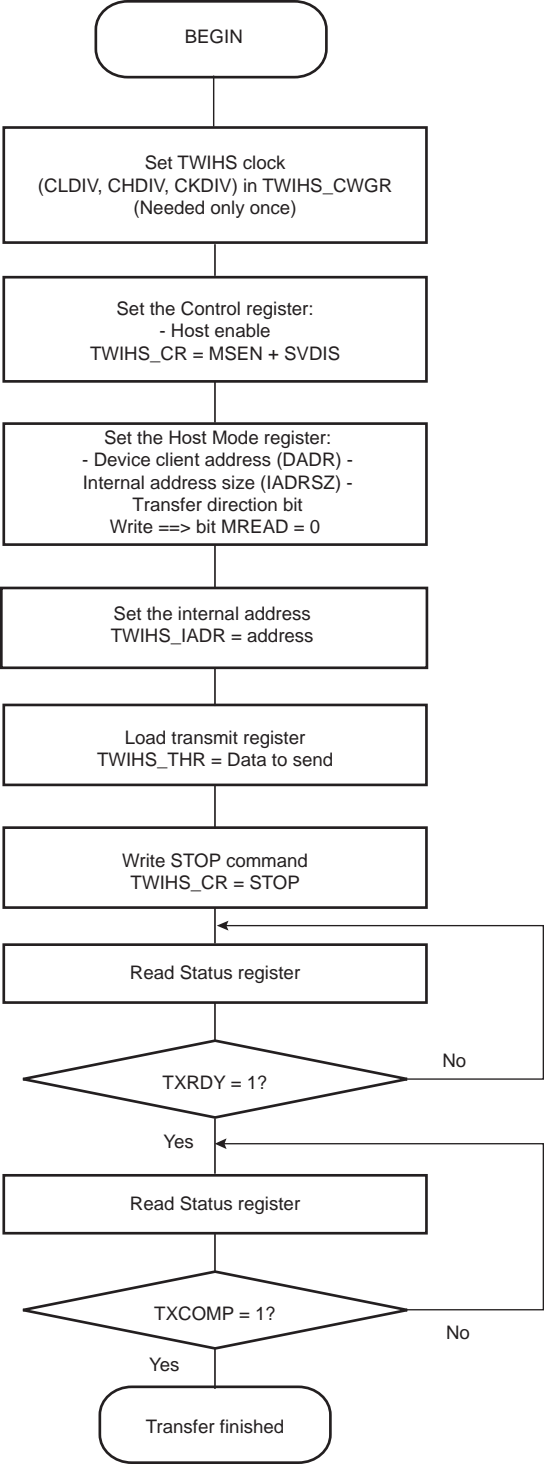 BEGIN
Set TWIHS clock
(CLDIV, CHDIV, CKDIV) in TWIHS_CWGR
(Needed only once)
Set the Control register:
- Host enable
TWIHS_CR = MSEN + SVDIS
Set the Host Mode register:
- Device client address (DADR) -
Internal address size (IADRSZ) -
Transfer direction bit
Write ==> bit MREAD = 0
Set the internal address
TWIHS_IADR = address
Load transmit register
TWIHS_THR = Data to send
Write STOP command
TWIHS_CR = STOP
Read Status register
TXRDY = 1?
No
Yes
Read Status register
TXCOMP = 1?
No
Yes
Transfer finished